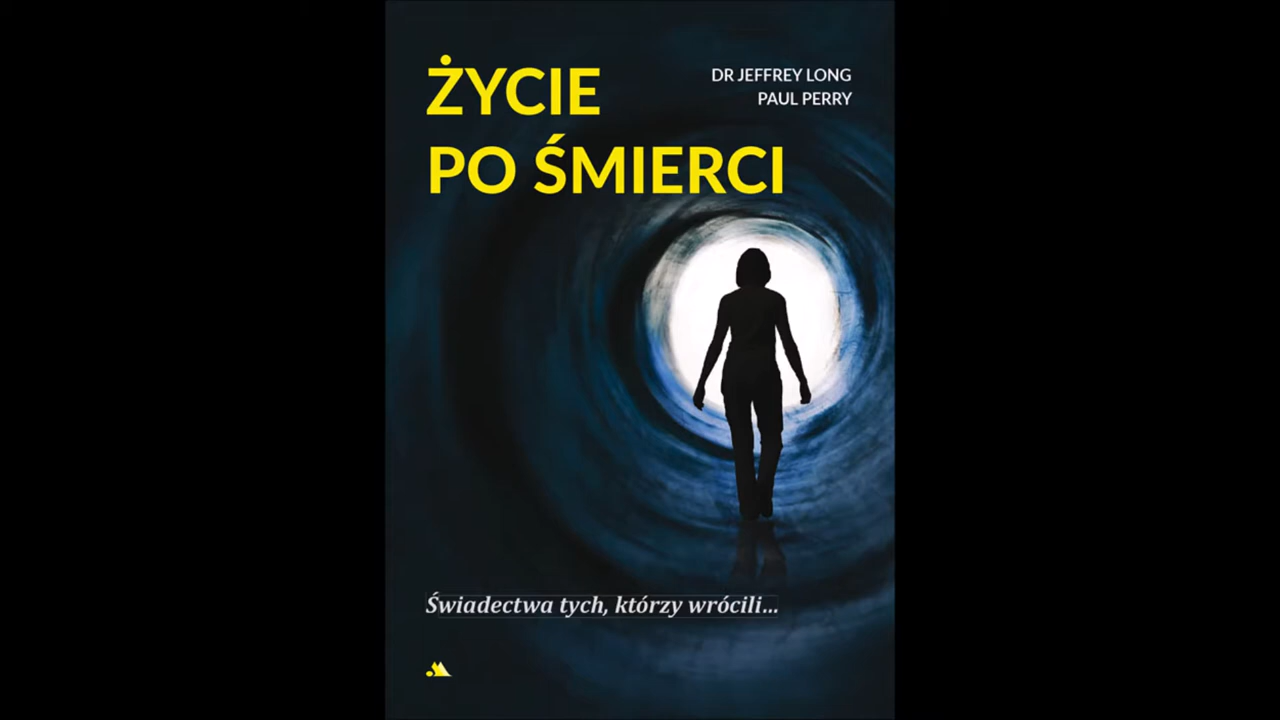 ŻYCIE
PO ŚMIERCI
DR JEFFREY LONG
PAUL PERRY
Świadectwa tych, którzy wrócili...